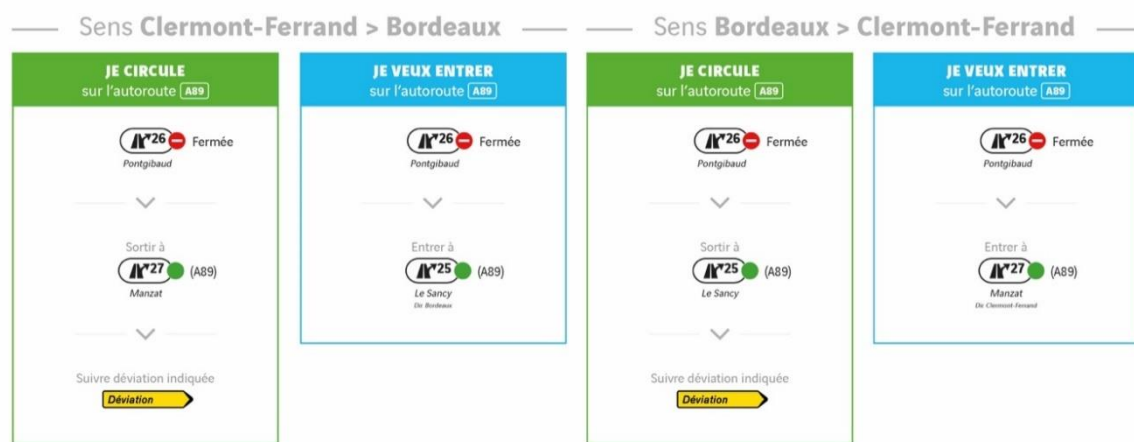 Sens Clermont-Ferrand > Bordeaux
JE CIRCULE
sur l'autoroute A89
26 Fermée
Pontgibaud
Sortir à
27 (A89)
Manzat
Suivre déviation indiquée
Déviation
JE VEUX ENTRER
sur l'autoroute A89
26 Fermée
Pontgibaud
Entrer à
25 (A89)
Le Sancy
Dir Bordeaux
Sens Bordeaux > Clermont-Ferrand
JE CIRCULE
sur l'autoroute A89
26 Fermée
Pontgibaud
Sortir à
25 (A89)
Le Sancy
Suivre déviation indiquée
Déviation
JE VEUX ENTRER
sur l'autoroute A89
26 Fermée
Pontgibaud
Entrer à
27 (A89)
Manzat
Dir Clermont-Ferrand